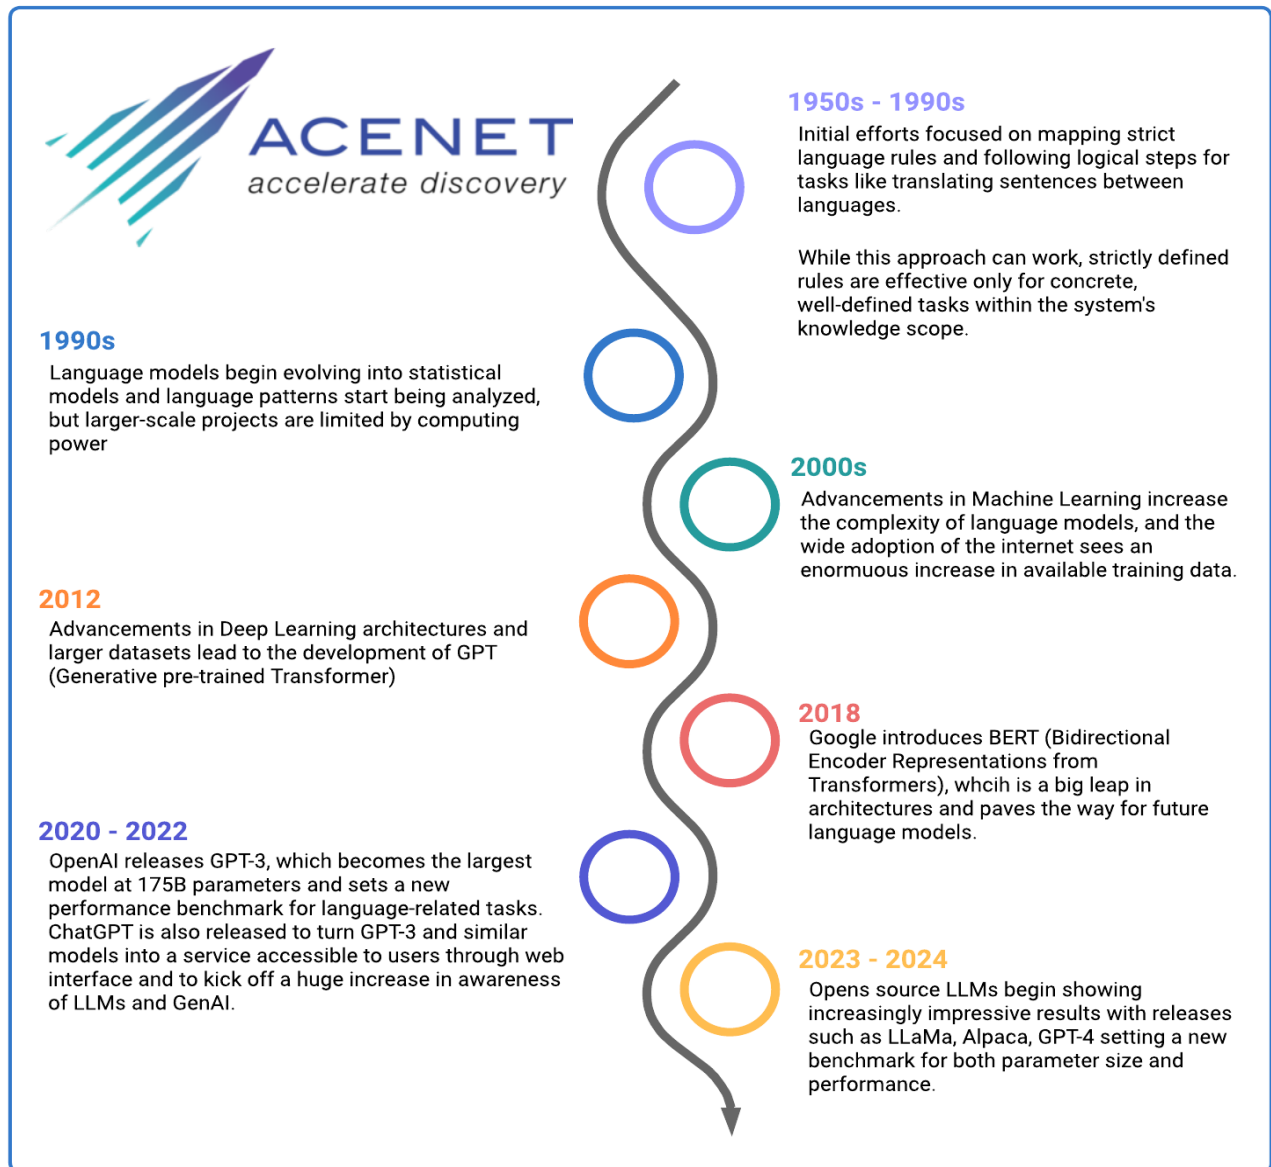 ACENET
accelerate discovery
1950s - 1990s
Initial efforts focused on mapping strict
language rules and following logical steps for
tasks like translating sentences between
languages.
While this approach can work, strictly defined
rules are effective only for concrete,
well-defined tasks within the system's
knowledge scope.
1990s
Language models begin evolving into statistical
models and language patterns start being analyzed,
but larger-scale projects are limited by computing
power
2000s
Advancements in Machine Learning increase
the complexity of language models, and the
wide adoption of the internet sees an
enormuous increase in available training data.
2012
Advancements in Deep Learning architectures and
larger datasets lead to the development of GPT
(Generative pre-trained Transformer)
2018
Google introduces BERT (Bidirectional
Encoder Representations from
Transformers), whcih is a big leap in
architectures and paves the way for future
language models.
2020 - 2022
OpenAI releases GPT-3, which becomes the largest
model at 175B parameters and sets a new
performance benchmark for language-related tasks.
ChatGPT is also released to turn GPT-3 and similar
models into a service accessible to users through web
interface and to kick off a huge increase in awareness
of LLMs and GenAI.
2023 - 2024
Opens source LLMs begin showing
increasingly impressive results with releases
such as LLaMa, Alpaca, GPT-4 setting a new
benchmark for both parameter size and
performance.